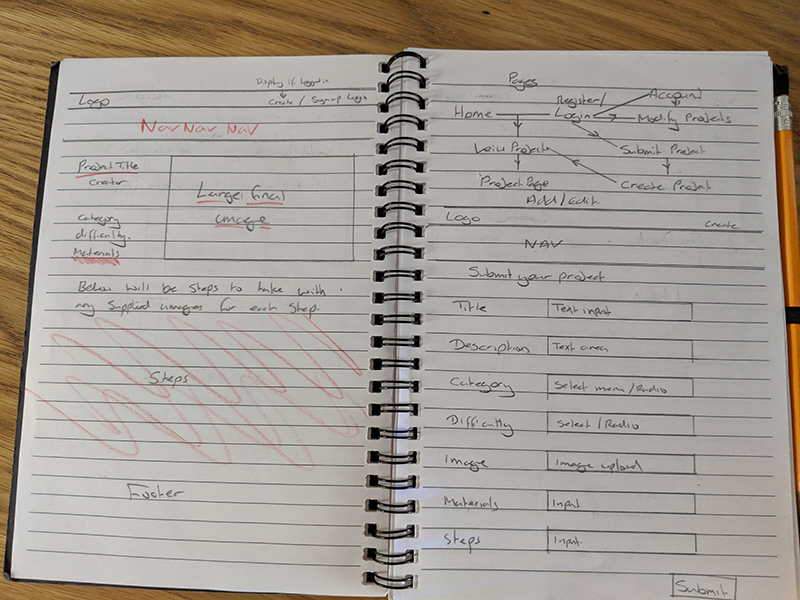 Display if logged in
Logo
Create / Signup Login
Nav Nav Nav
Project Title
Creator
Large final
image
Category
difficulty.
Materials
Below will be Steps to take with
any Supplied images for each Step.
Steps
Footer
Pages
Register/
Account
Home
Login
Modify Projects
View Project
Submit Project
Project Page
Create Project
Add/edit.
Logo
Create
NAV
Submit your project
Title
Text input
Description
Text area
Category
Select menu/Radio
Difficulty
Select/Radio
Image
Image upload
Materials
Input
Steps
Input.
Submit